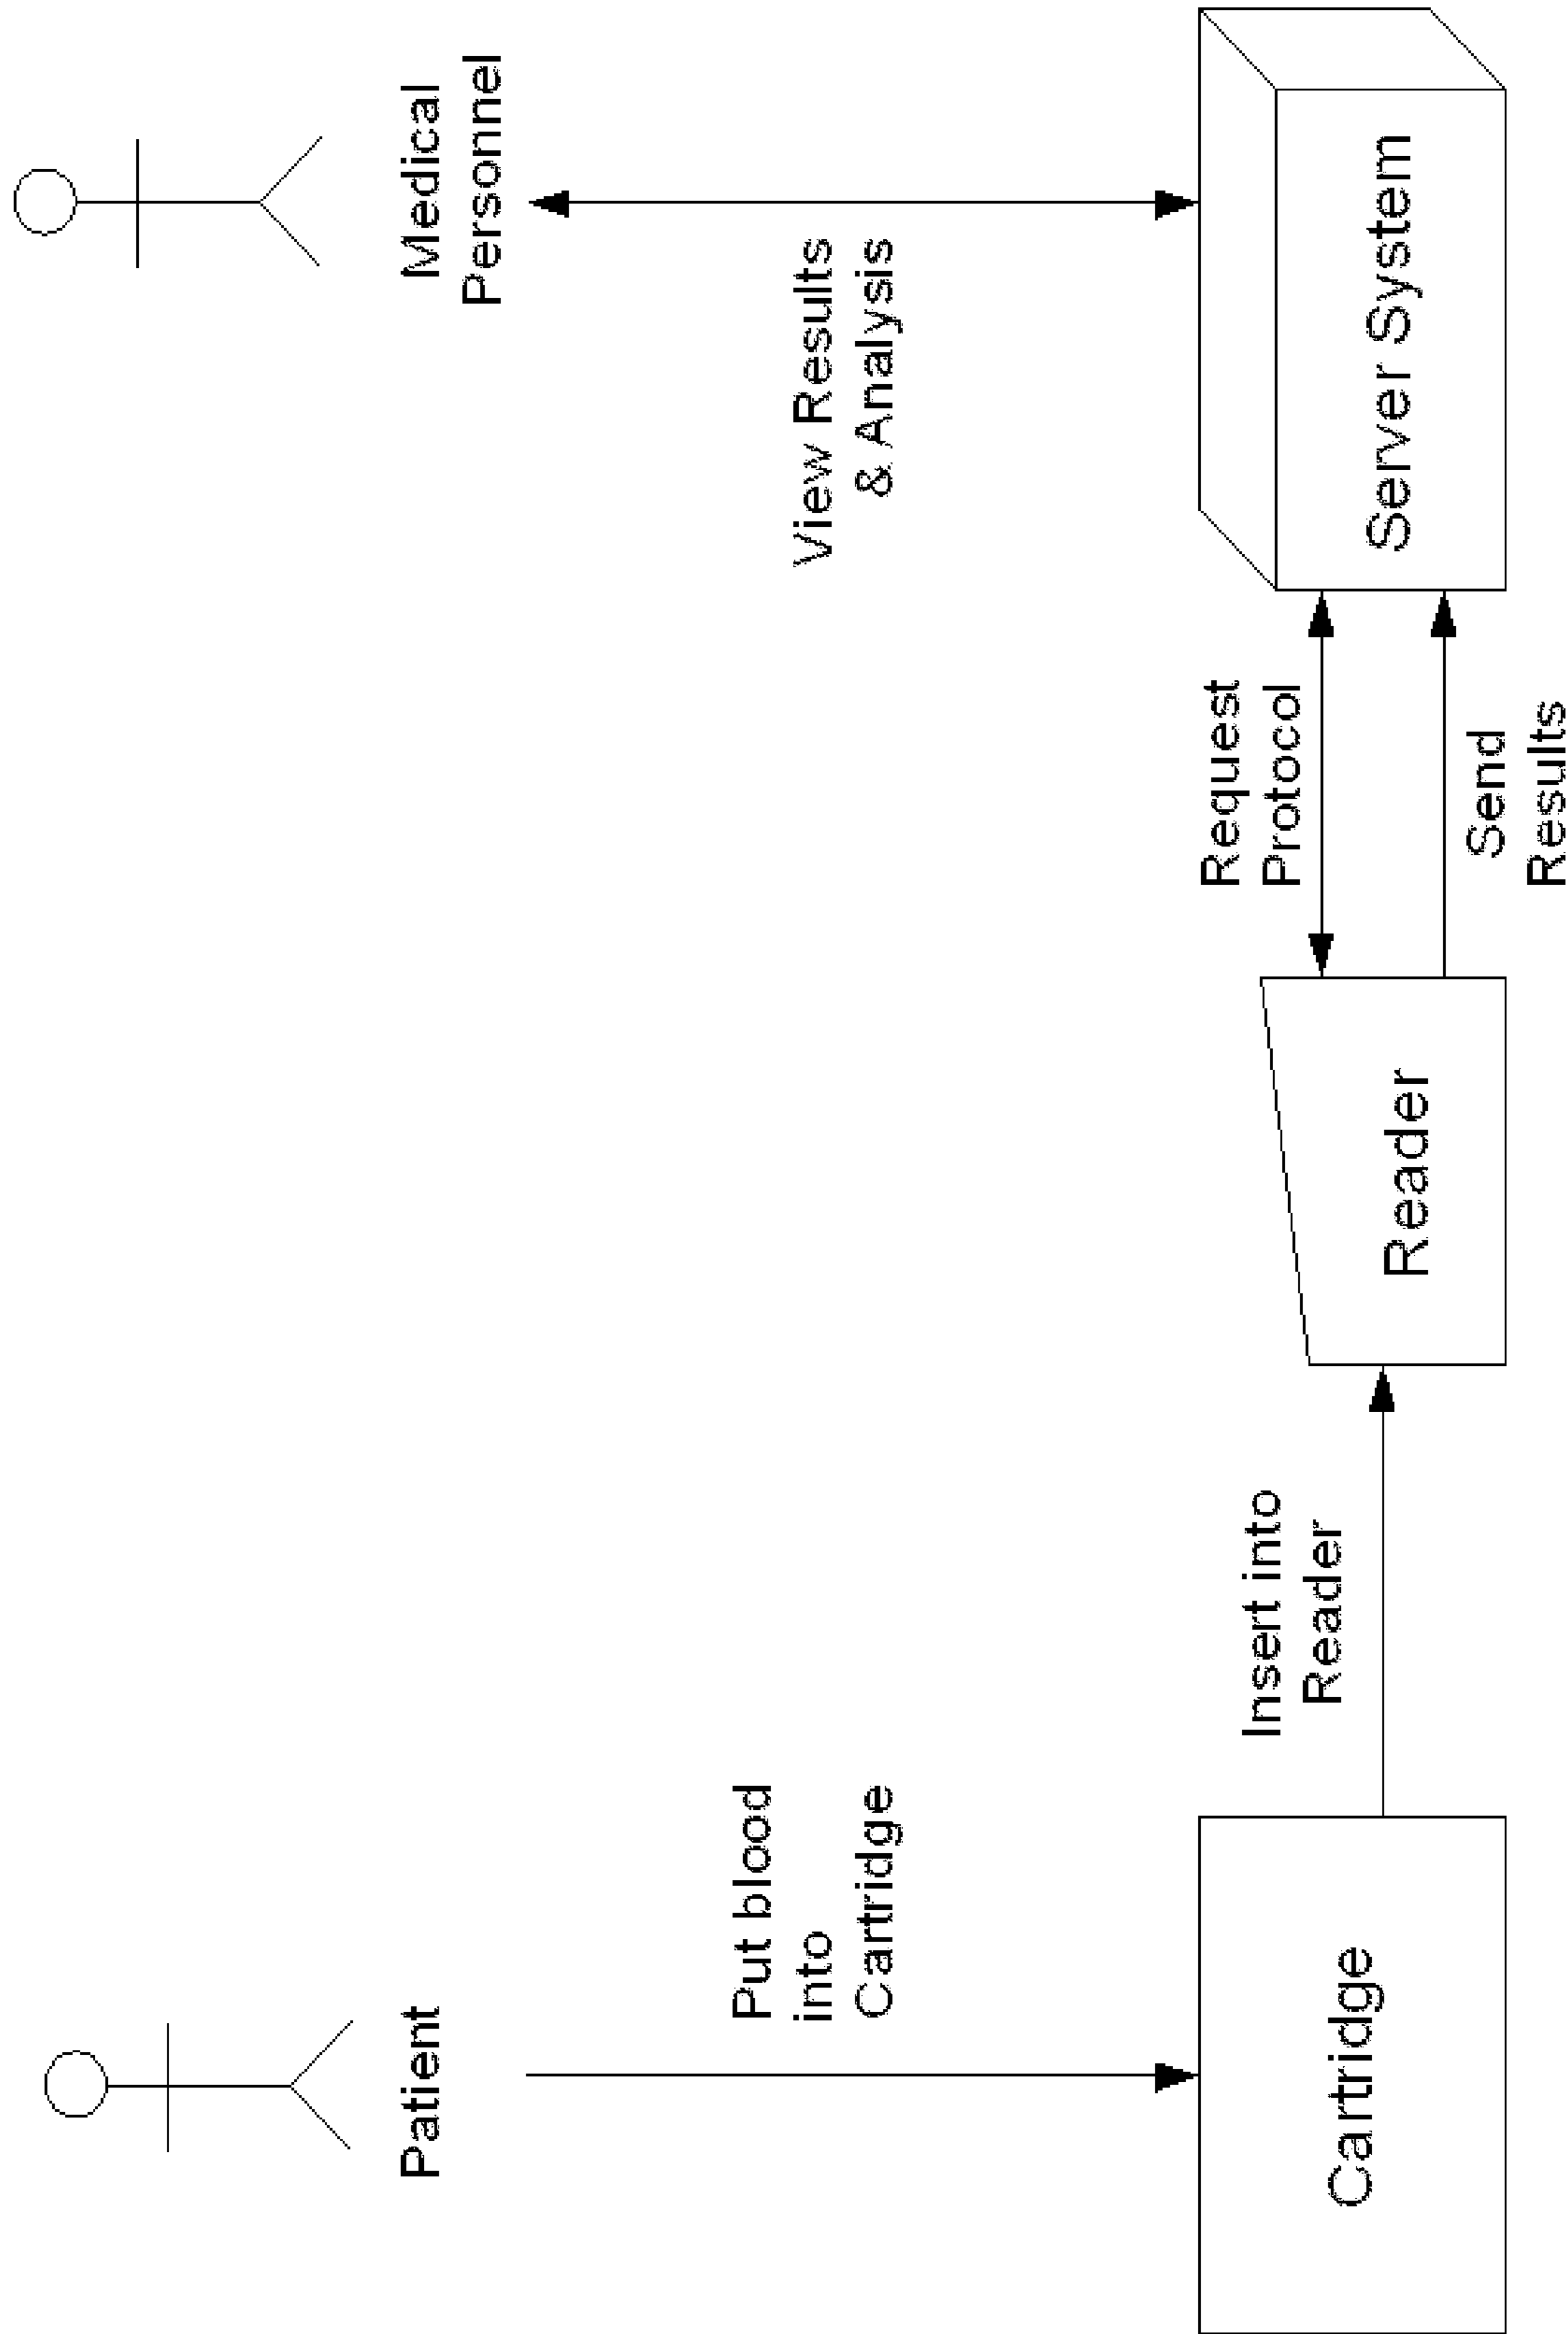 Patient
Medical
Personnel
Put blood
into
Cartridge
View Results
& Analysis
Insert into
Reader
Request
Protocol
Cartridge
Reader
Server System
Send
Results